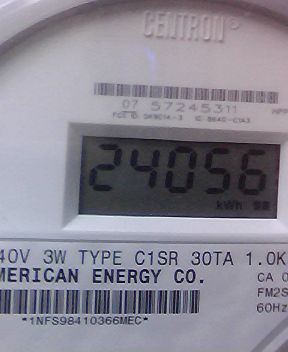 CENTRON®
07 57245311
24056
kWh
40V 3W TYPE C1SR 30TA 1.0K
MERICAN ENERGY CO.
CA 0
FM2S
60Hz
*1NFS98410366MEC*